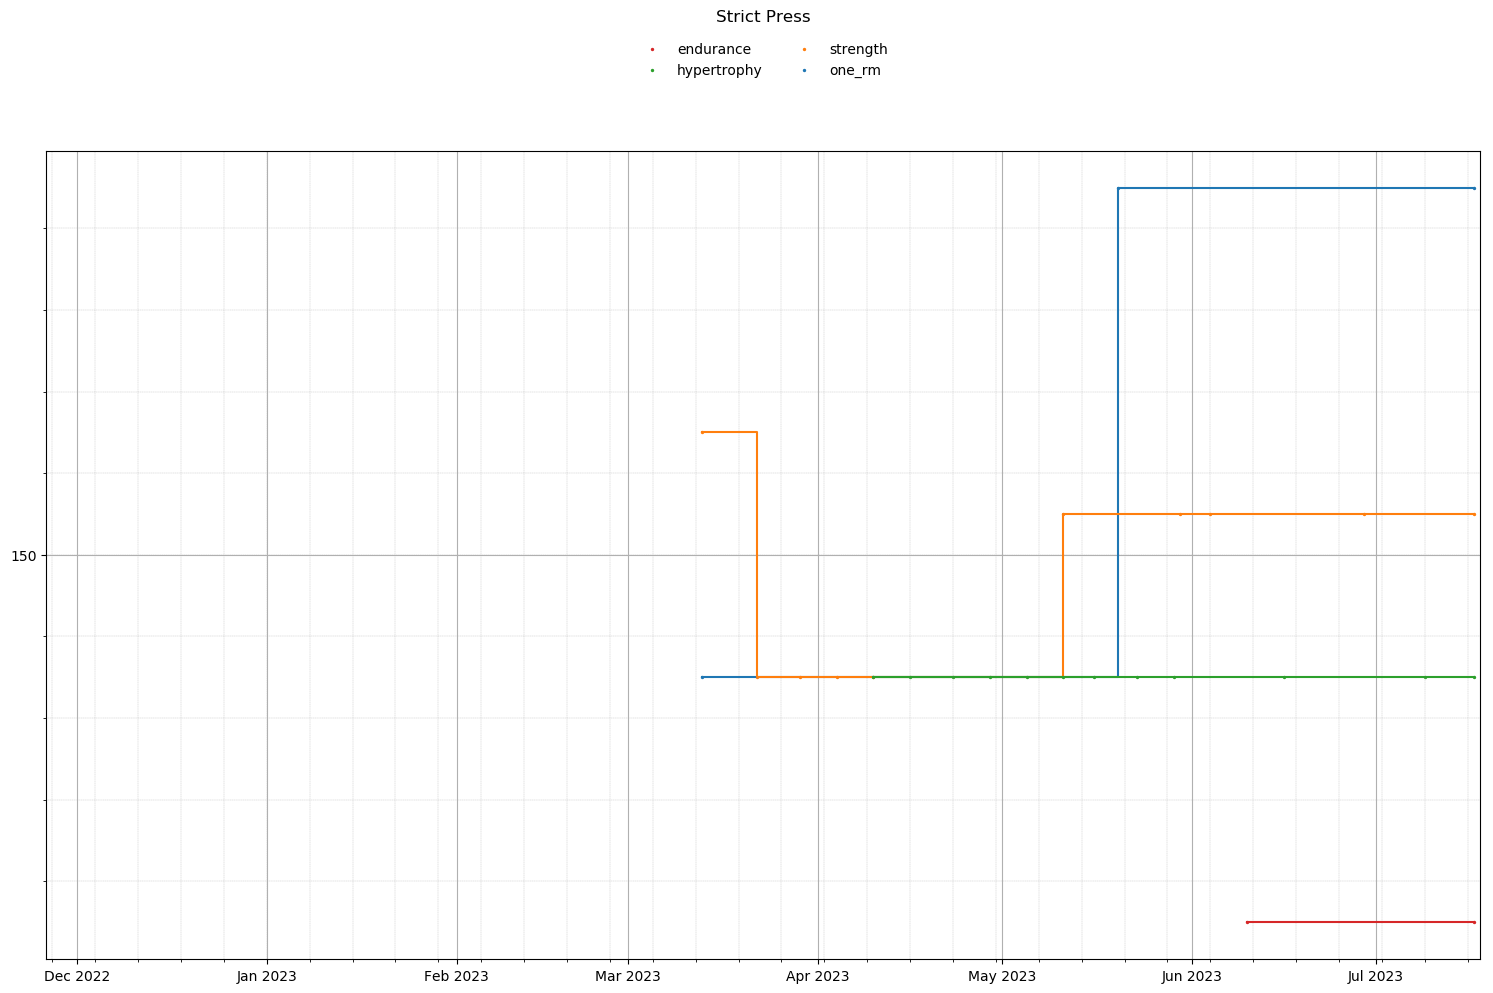 Strict Press
endurance strength
hypertrophy one_rm
150
Dec 2022 Jan 2023 Feb 2023 Mar 2023 Apr 2023 May 2023 Jun 2023 Jul 2023